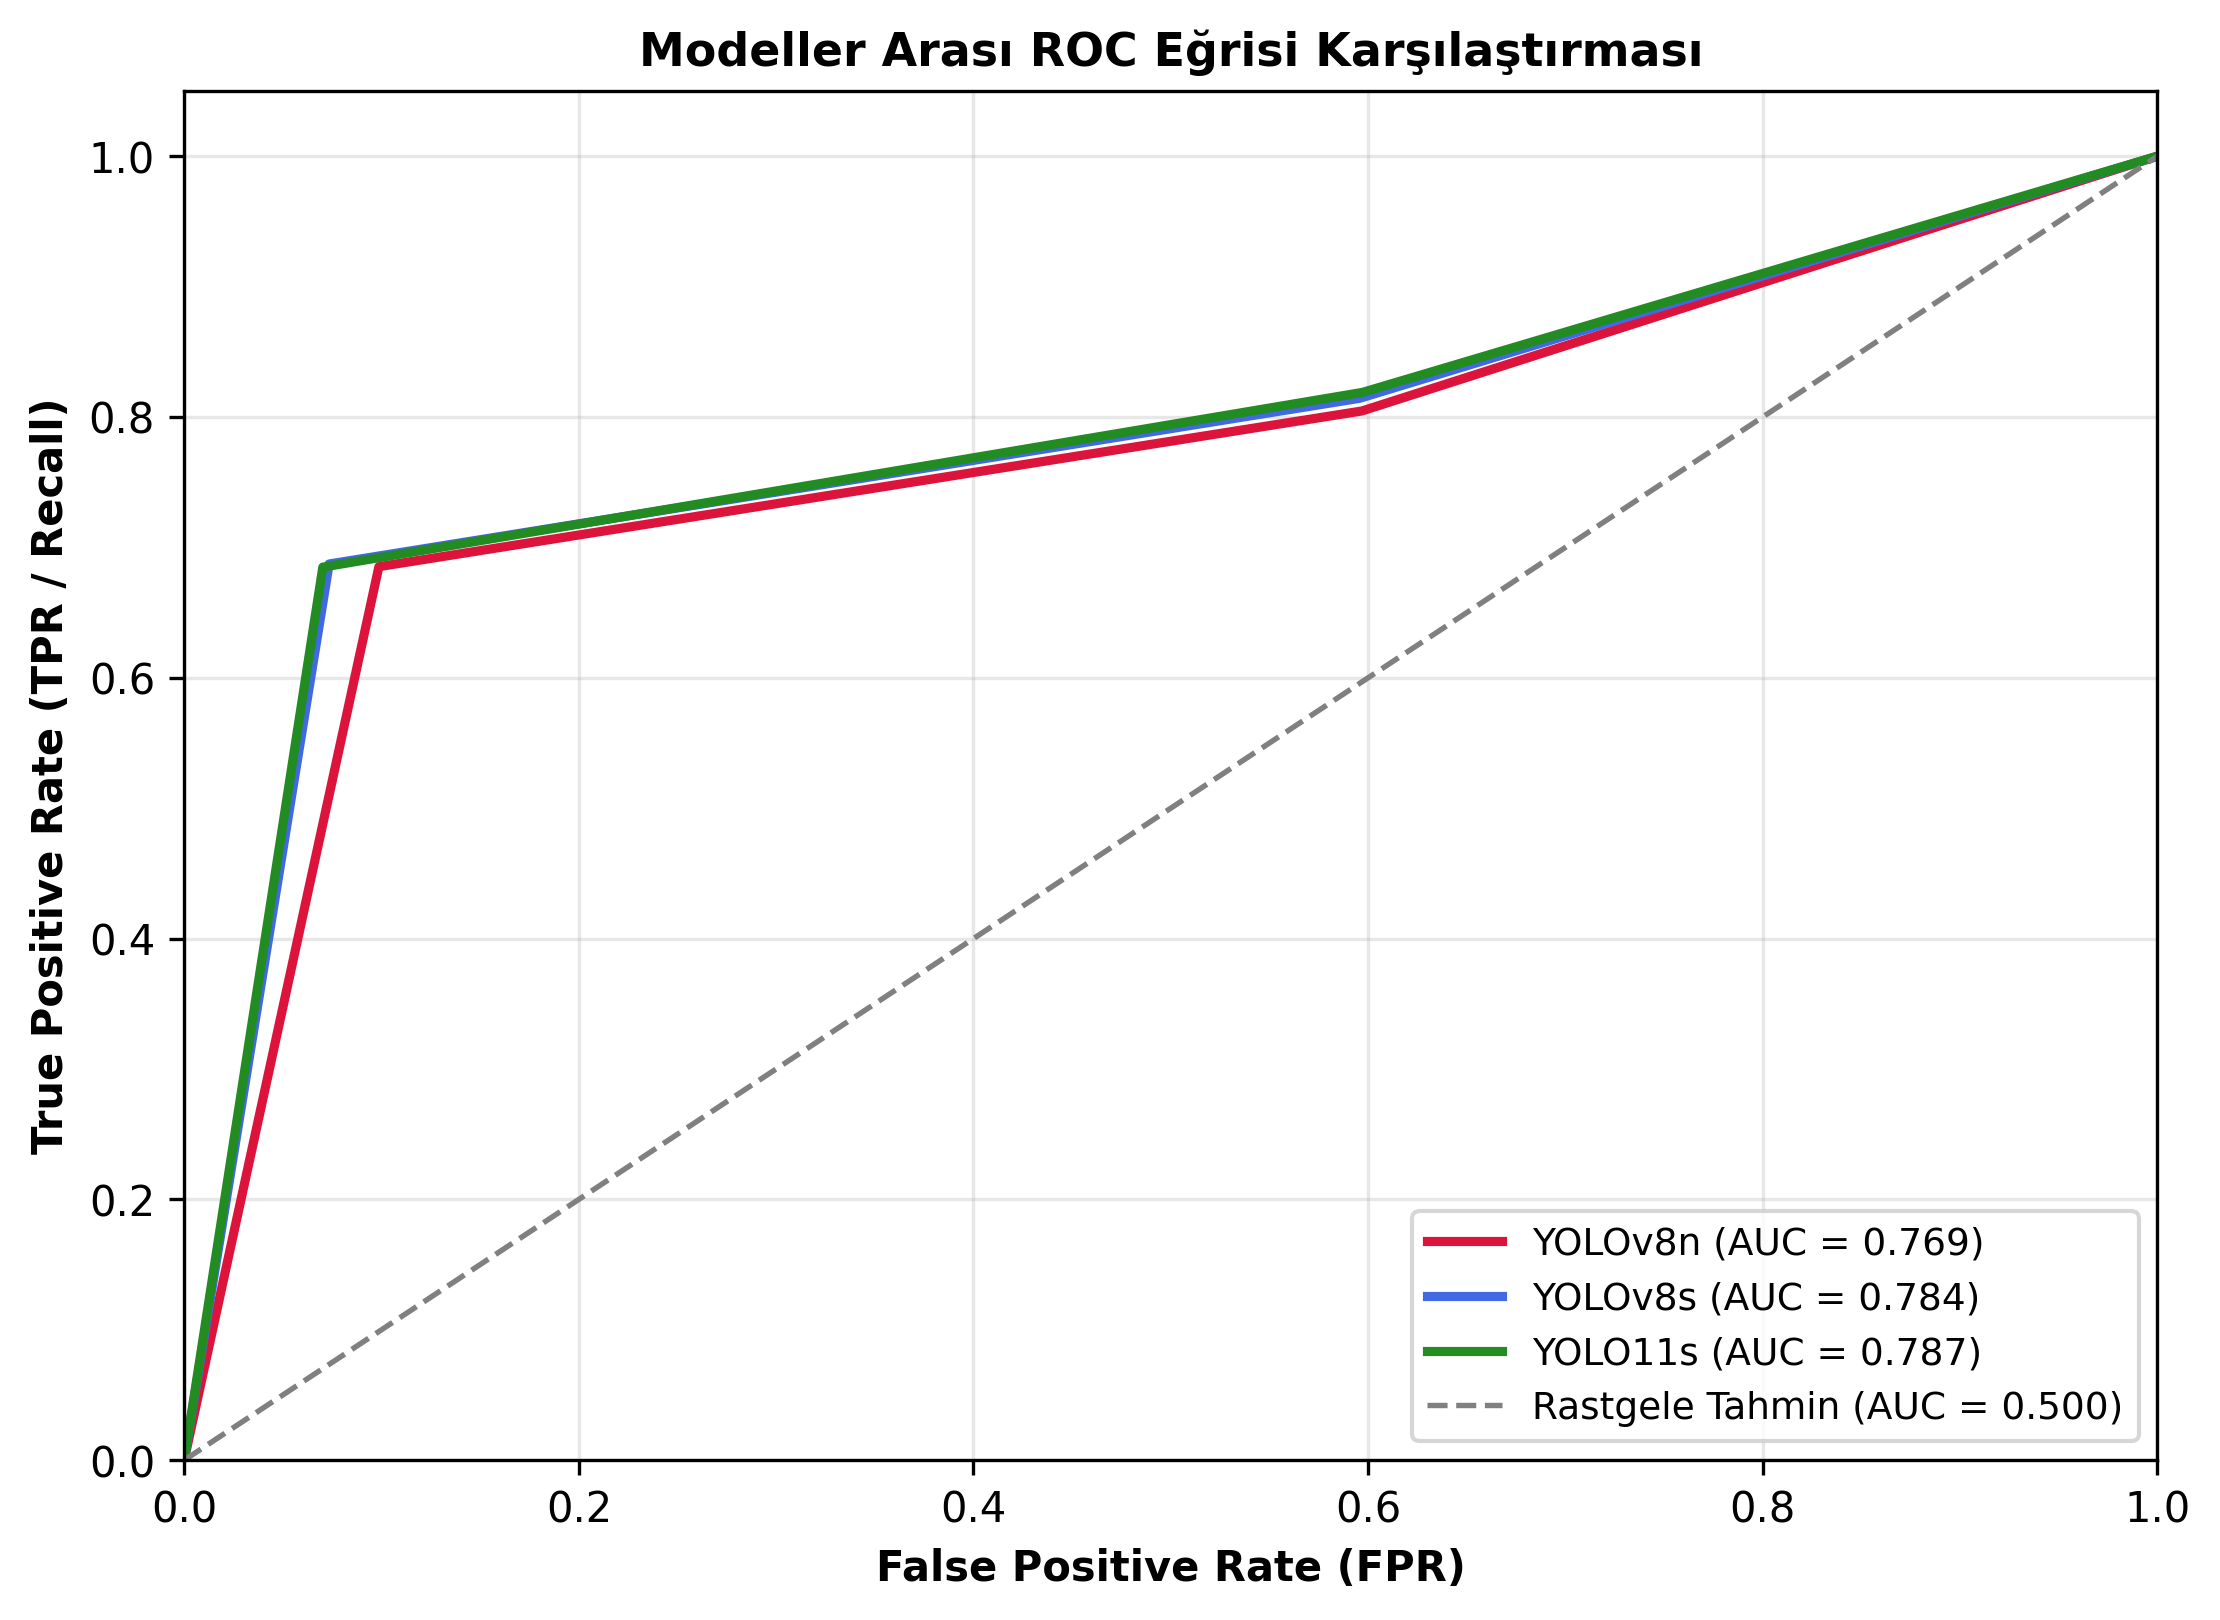 Modeller Arası ROC Eğrisi Karşılaştırması
True Positive Rate (TPR / Recall)
1.0
0.8
0.6
0.4
0.2
0.0
0.0 0.2 0.4 0.6 0.8 1.0
False Positive Rate (FPR)
YOLOv8n (AUC = 0.769)
YOLOv8s (AUC = 0.784)
YOLO11s (AUC = 0.787)
Rastgele Tahmin (AUC = 0.500)